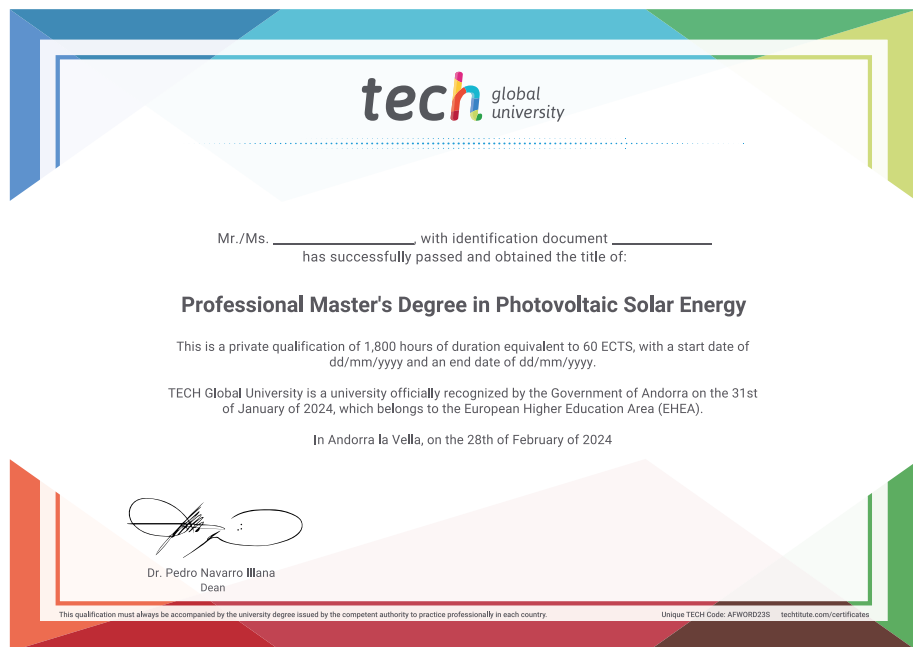 tech global
university
Mr./Ms. ____________, with identification document ____________
has successfully passed and obtained the title of:
Professional Master's Degree in Photovoltaic Solar Energy
This is a private qualification of 1,800 hours of duration equivalent to 60 ECTS, with a start date of
dd/mm/yyyy and an end date of dd/mm/yyyy.
TECH Global University is a university officially recognized by the Government of Andorra on the 31st
of January of 2024, which belongs to the European Higher Education Area (EHEA).
In Andorra la Vella, on the 28th of February of 2024
Dr. Pedro Navarro Illana
Dean
This qualification must always be accompanied by the university degree issued by the competent authority to practice professionally in each country. Unique TECH Code: AFWORD23S techtitute.com/certificates